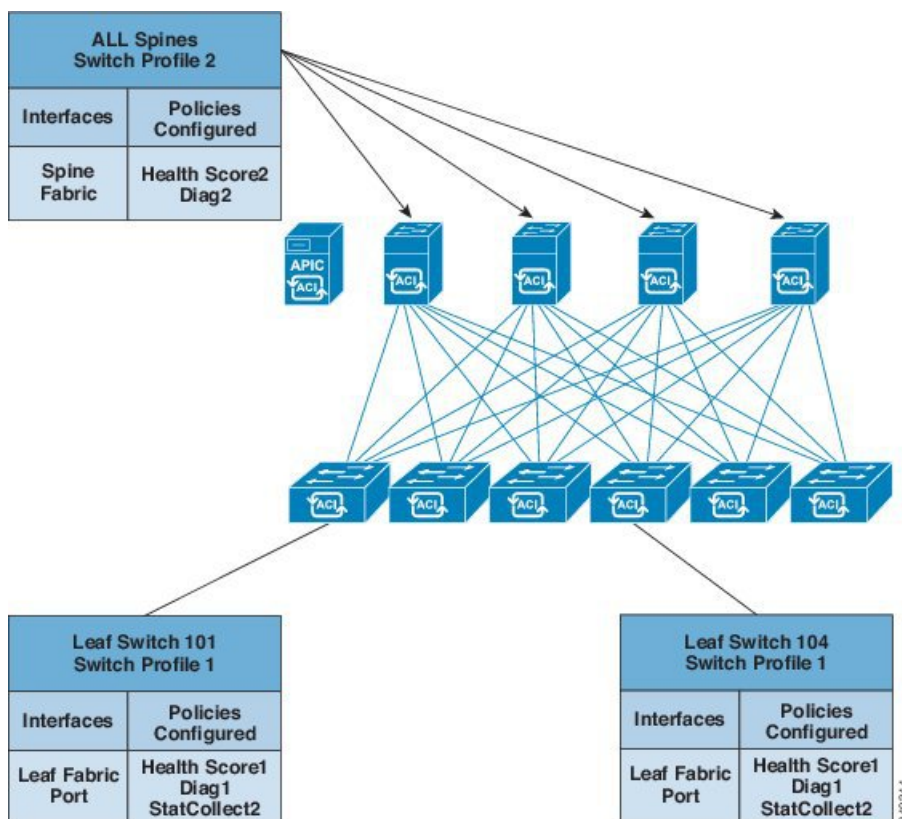 ALL Spines
Switch Profile 2
Interfaces
Policies
Configured
Spine
Fabric
Health Score2
Diag2
APIC
ACI
ACI
ACI
ACI
ACI
ACI
ACI
ACI
ACI
ACI
ACI
Leaf Switch 101
Switch Profile 1
Interfaces
Policies
Configured
Leaf Fabric
Port
Health Score1
Diag1
StatCollect2
Leaf Switch 104
Switch Profile 1
Interfaces
Policies
Configured
Leaf Fabric
Port
Health Score1
Diag1
StatCollect2